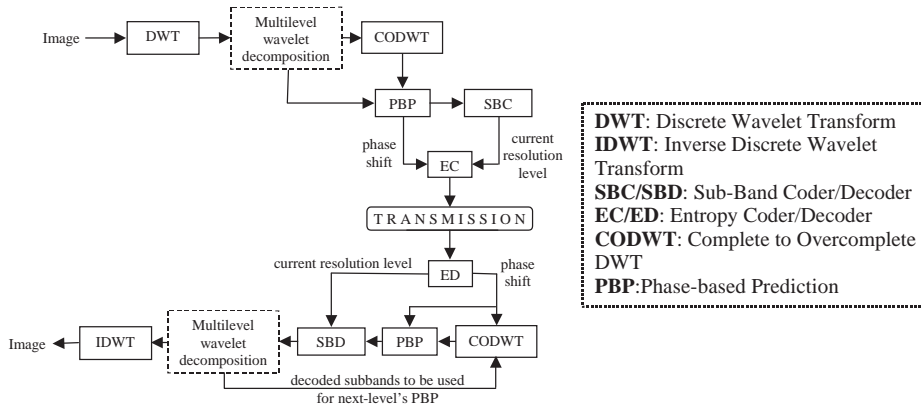 Image
DWT
Multilevel
wavelet
decomposition
CODWT
PBP
SBC
phase
shift
current
resolution
level
EC
TRANSMISSION
current resolution level
ED
phase
shift
Image
IDWT
Multilevel
wavelet
decomposition
SBD
PBP
CODWT
decoded subbands to be used
for next-level's PBP
DWT: Discrete Wavelet Transform
IDWT: Inverse Discrete Wavelet
Transform
SBC/SBD: Sub-Band Coder/Decoder
EC/ED: Entropy Coder/Decoder
CODWT: Complete to Overcomplete
DWT
PBP:Phase-based Prediction